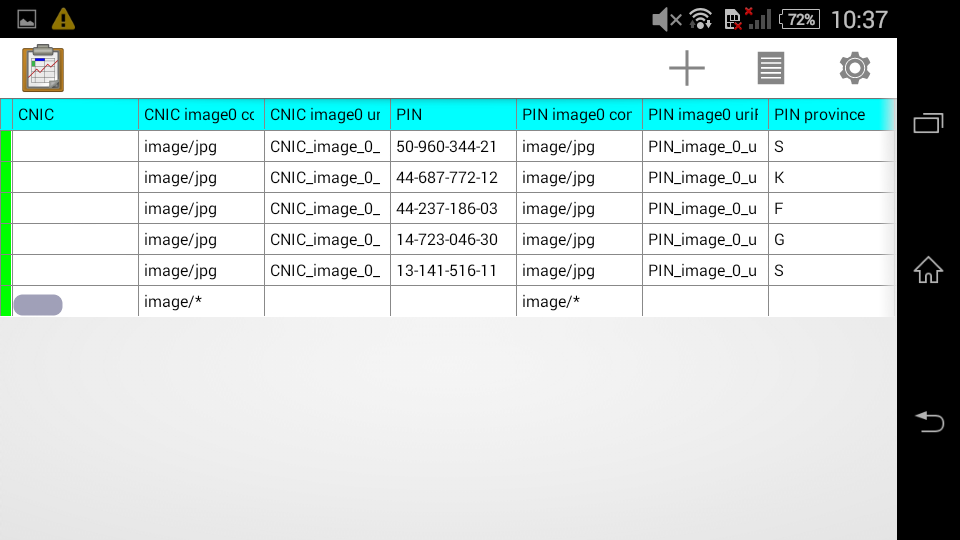 72% 10:37
CNIC CNIC image0 co CNIC image0 ur PIN PIN image0 cor PIN image0 uriF PIN province
image/jpg CNIC_image_0_ 50-960-344-21 image/jpg PIN_image_0_u S
image/jpg CNIC_image_0_ 44-687-772-12 image/jpg PIN_image_0_u K
image/jpg CNIC_image_0_ 44-237-186-03 image/jpg PIN_image_0_u F
image/jpg CNIC_image_0_ 14-723-046-30 image/jpg PIN_image_0_u G
image/jpg CNIC_image_0_ 13-141-516-11 image/jpg PIN_image_0_u S
image/* image/*